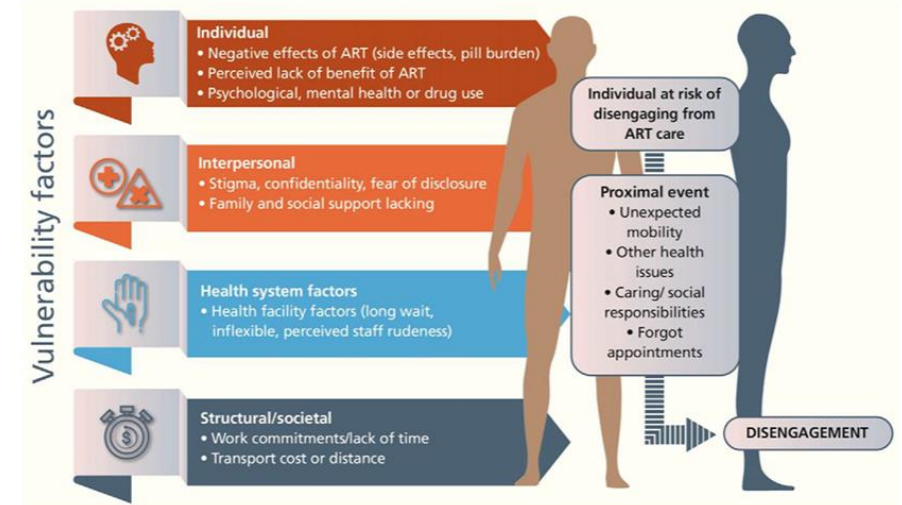 Vulnerability factors
Individual
• Negative effects of ART (side effects, pill burden)
• Perceived lack of benefit of ART
• Psychological, mental health or drug use
Interpersonal
• Stigma, confidentiality, fear of disclosure
• Family and social support lacking
Health system factors
• Health facility factors (long wait,
inflexible, perceived staff rudeness)
Structural/societal
• Work commitments/lack of time
• Transport cost or distance
$
Individual at risk of
disengaging from
ART care
Proximal event
• Unexpected
mobility
• Other health
issues
• Caring/ social
responsibilities
• Forgot
appointments
DISENGAGEMENT